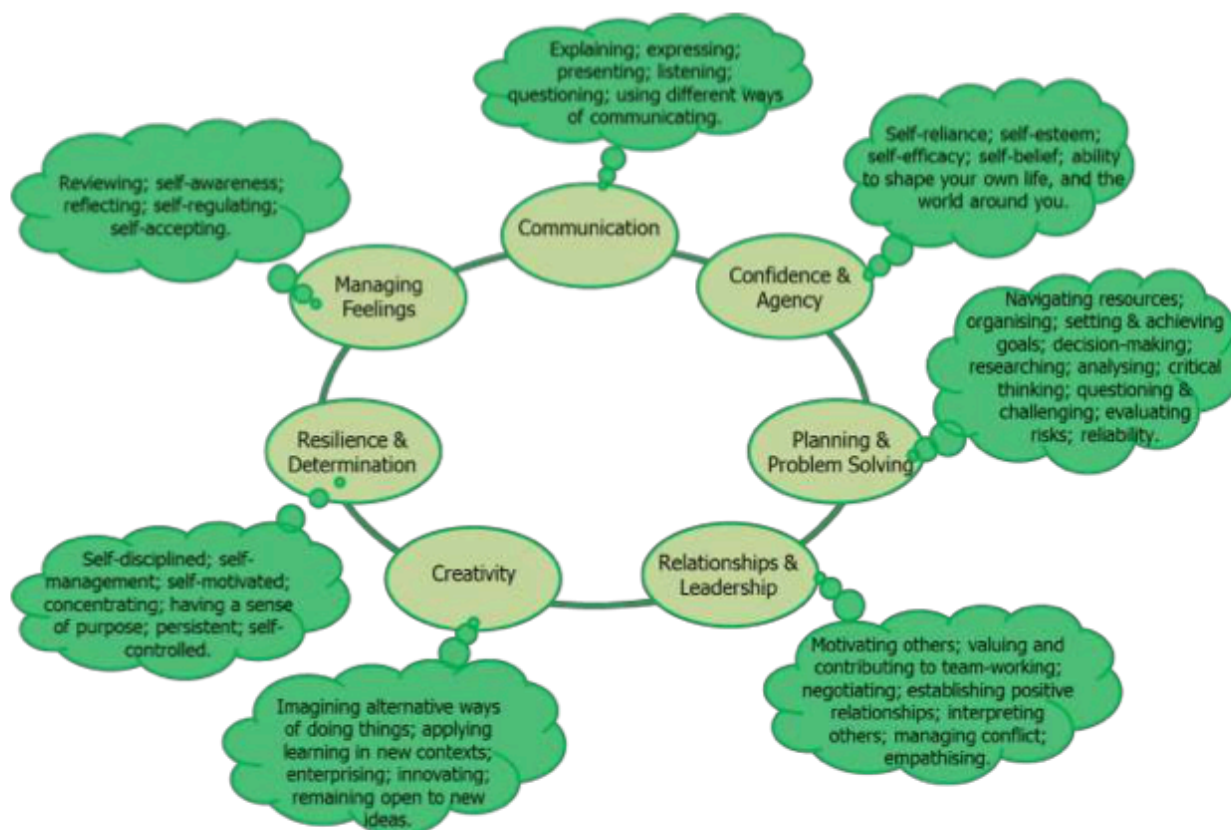 Explaining; expressing;
presenting; listening;
questioning; using different ways
of communicating.
Communication
Self-reliance; self-esteem;
self-efficacy; self-belief; ability
to shape your own life, and the
world around you.
Confidence &
Agency
Navigating resources;
organising; setting & achieving
goals; decision-making;
researching; analysing; critical
thinking; questioning &
challenging; evaluating
risks; reliability.
Planning &
Problem Solving
Relationships &
Leadership
Motivating others; valuing and
contributing to team-working;
negotiating; establishing positive
relationships; interpreting
others; managing conflict;
empathising.
Creativity
Imagining alternative ways
of doing things; applying
learning in new contexts;
enterprising; innovating;
remaining open to new
ideas.
Resilience &
Determination
Self-disciplined; self-
management; self-motivated;
concentrating; having a sense
of purpose; persistent; self-
controlled.
Managing
Feelings
Reviewing; self-awareness;
reflecting; self-regulating;
self-accepting.